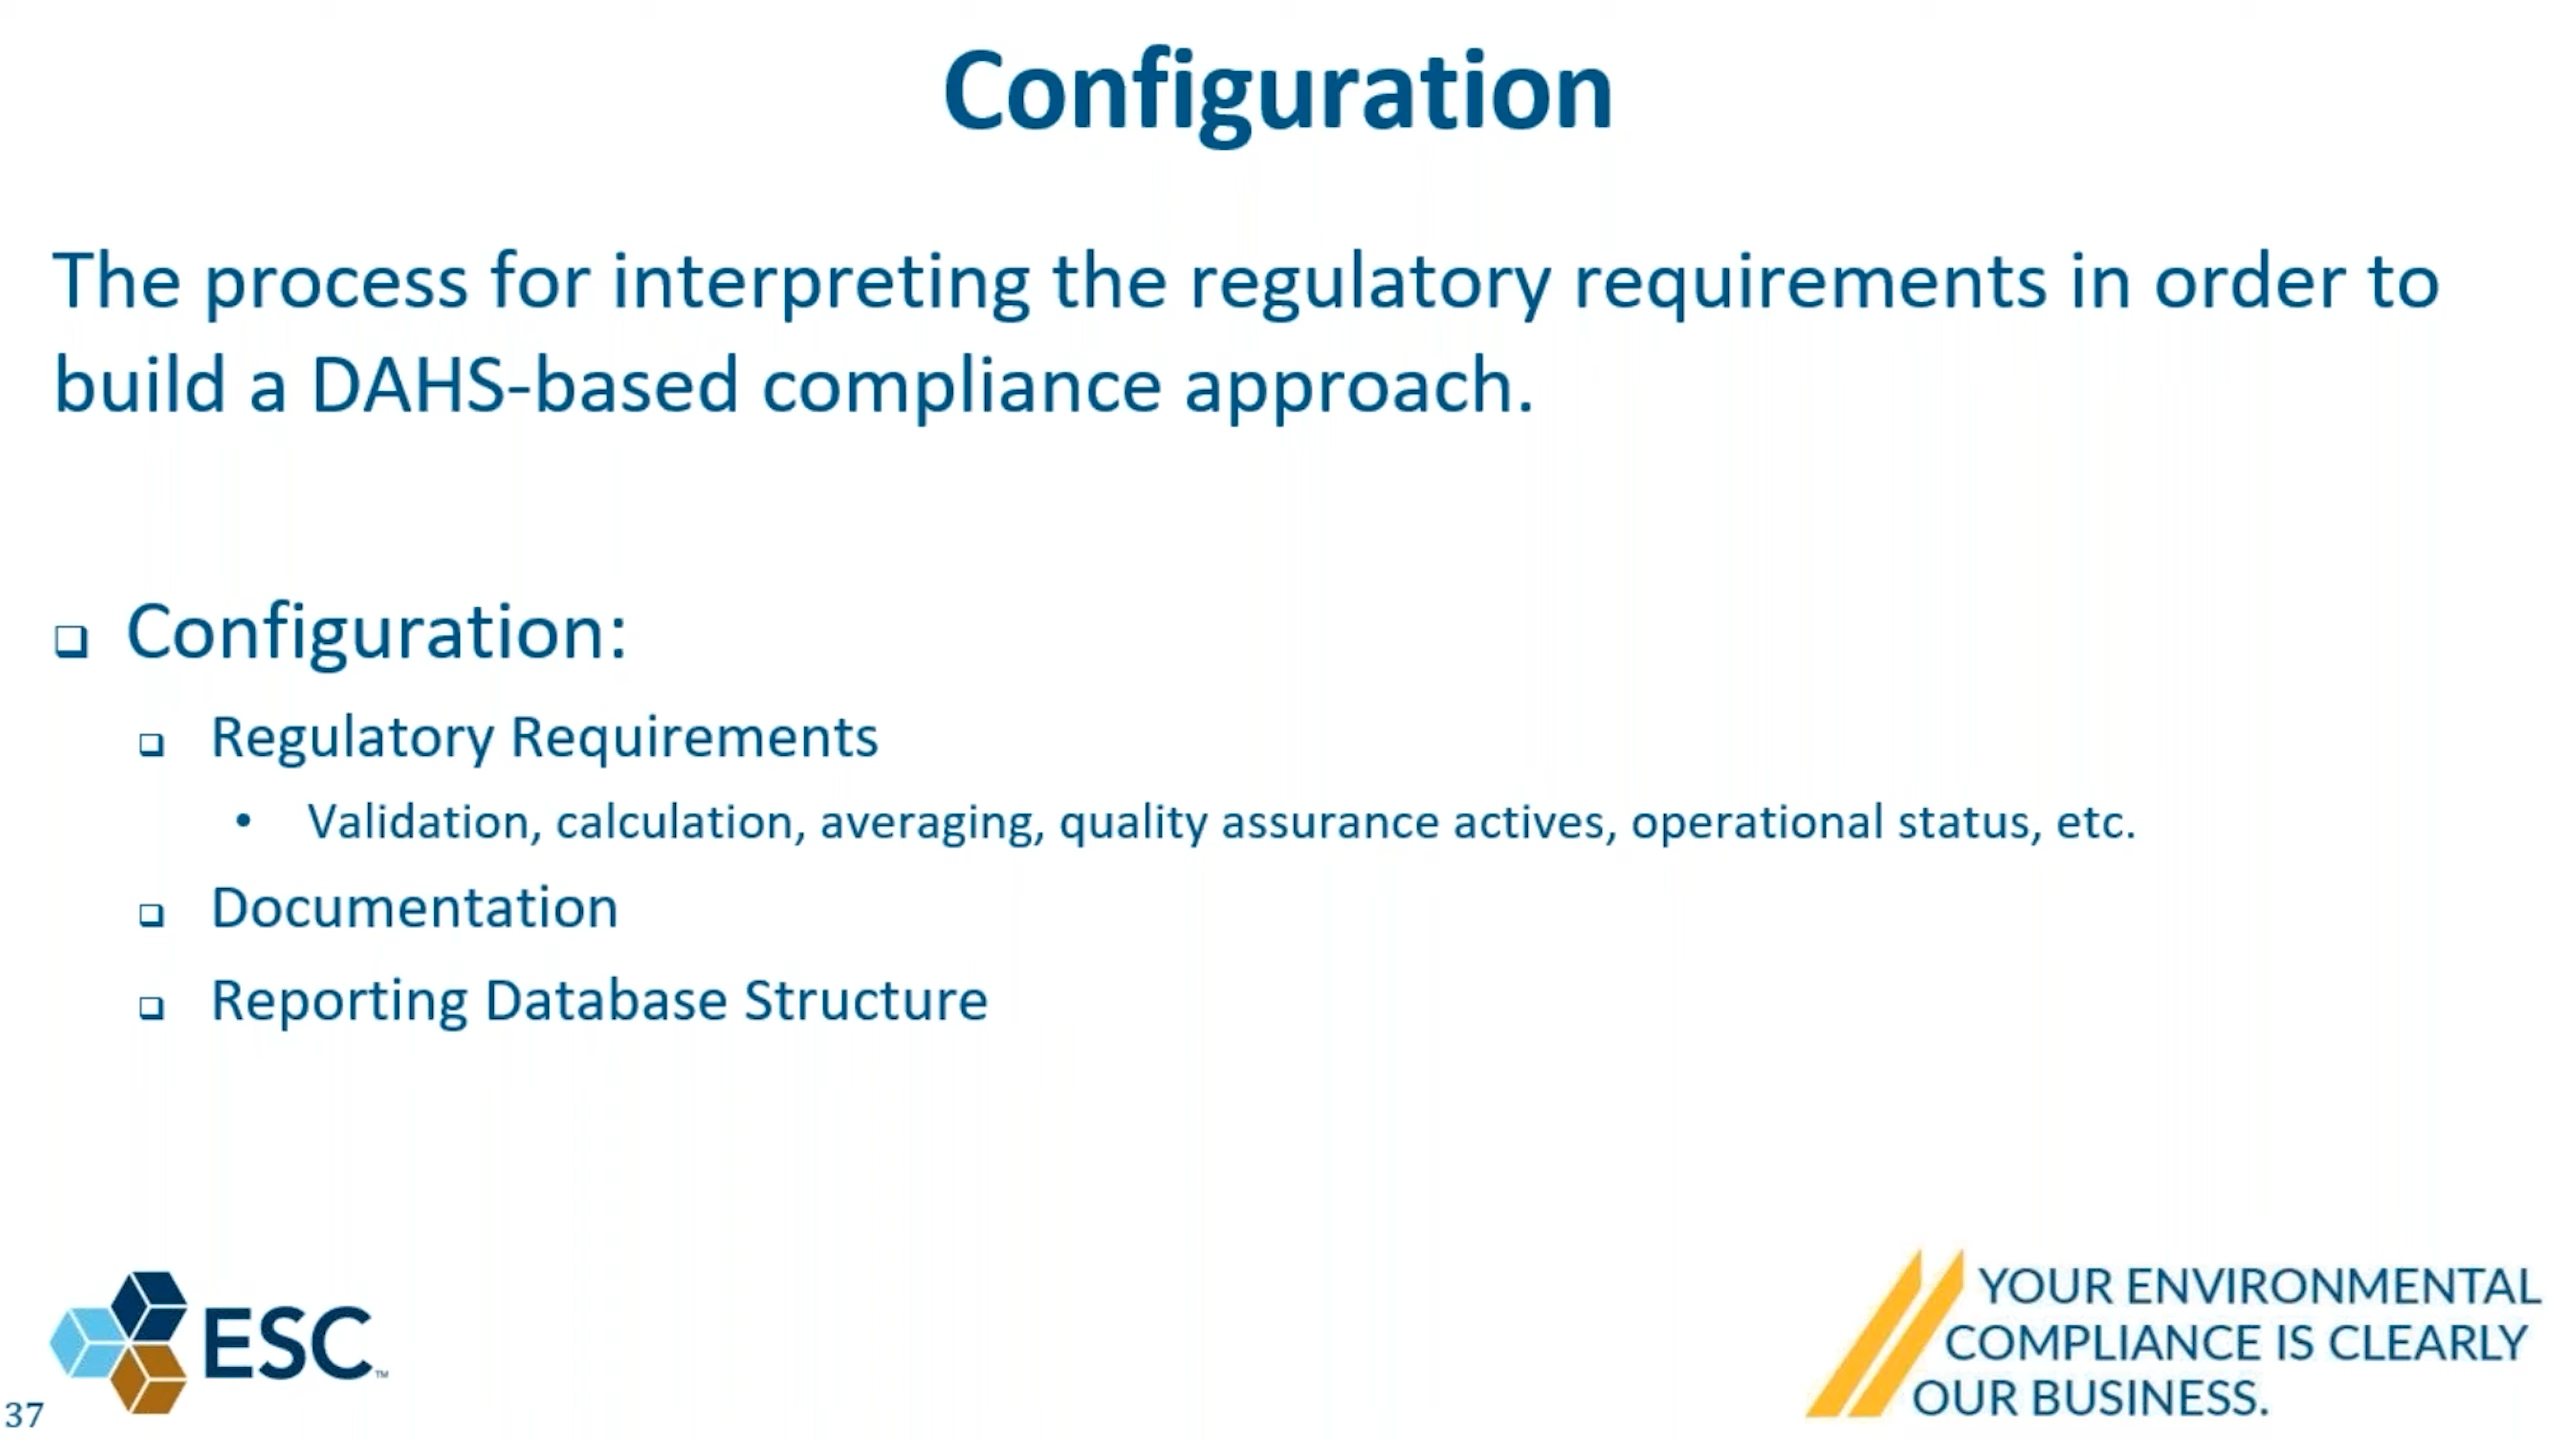 Configuration
The process for interpreting the regulatory requirements in order to
build a DAHS-based compliance approach.
Configuration:
Regulatory Requirements
Validation, calculation, averaging, quality assurance actives, operational status, etc.
Documentation
Reporting Database Structure
ESC™
YOUR ENVIRONMENTAL
COMPLIANCE IS CLEARLY
OUR BUSINESS.
37